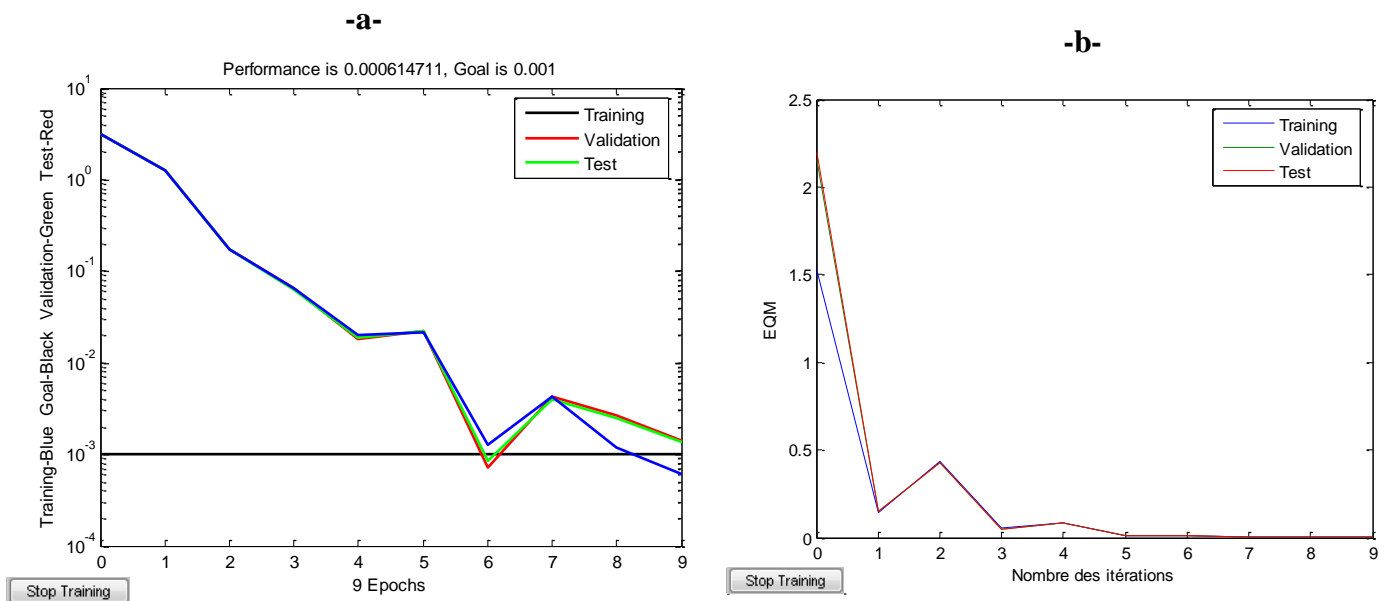 -a-
Performance is 0.000614711, Goal is 0.001
Training-Blue Goal-Black Validation-Green Test-Red
10^1
10^0
10^-1
10^-2
10^-3
10^-4
Training
Validation
Test
0 1 2 3 4 5 6 7 8 9
9 Epochs
Stop Training
-b-
EQM
2.5
2
1.5
1
0.5
0
Training
Validation
Test
0 1 2 3 4 5 6 7 8 9
Nombre des itérations
Stop Training